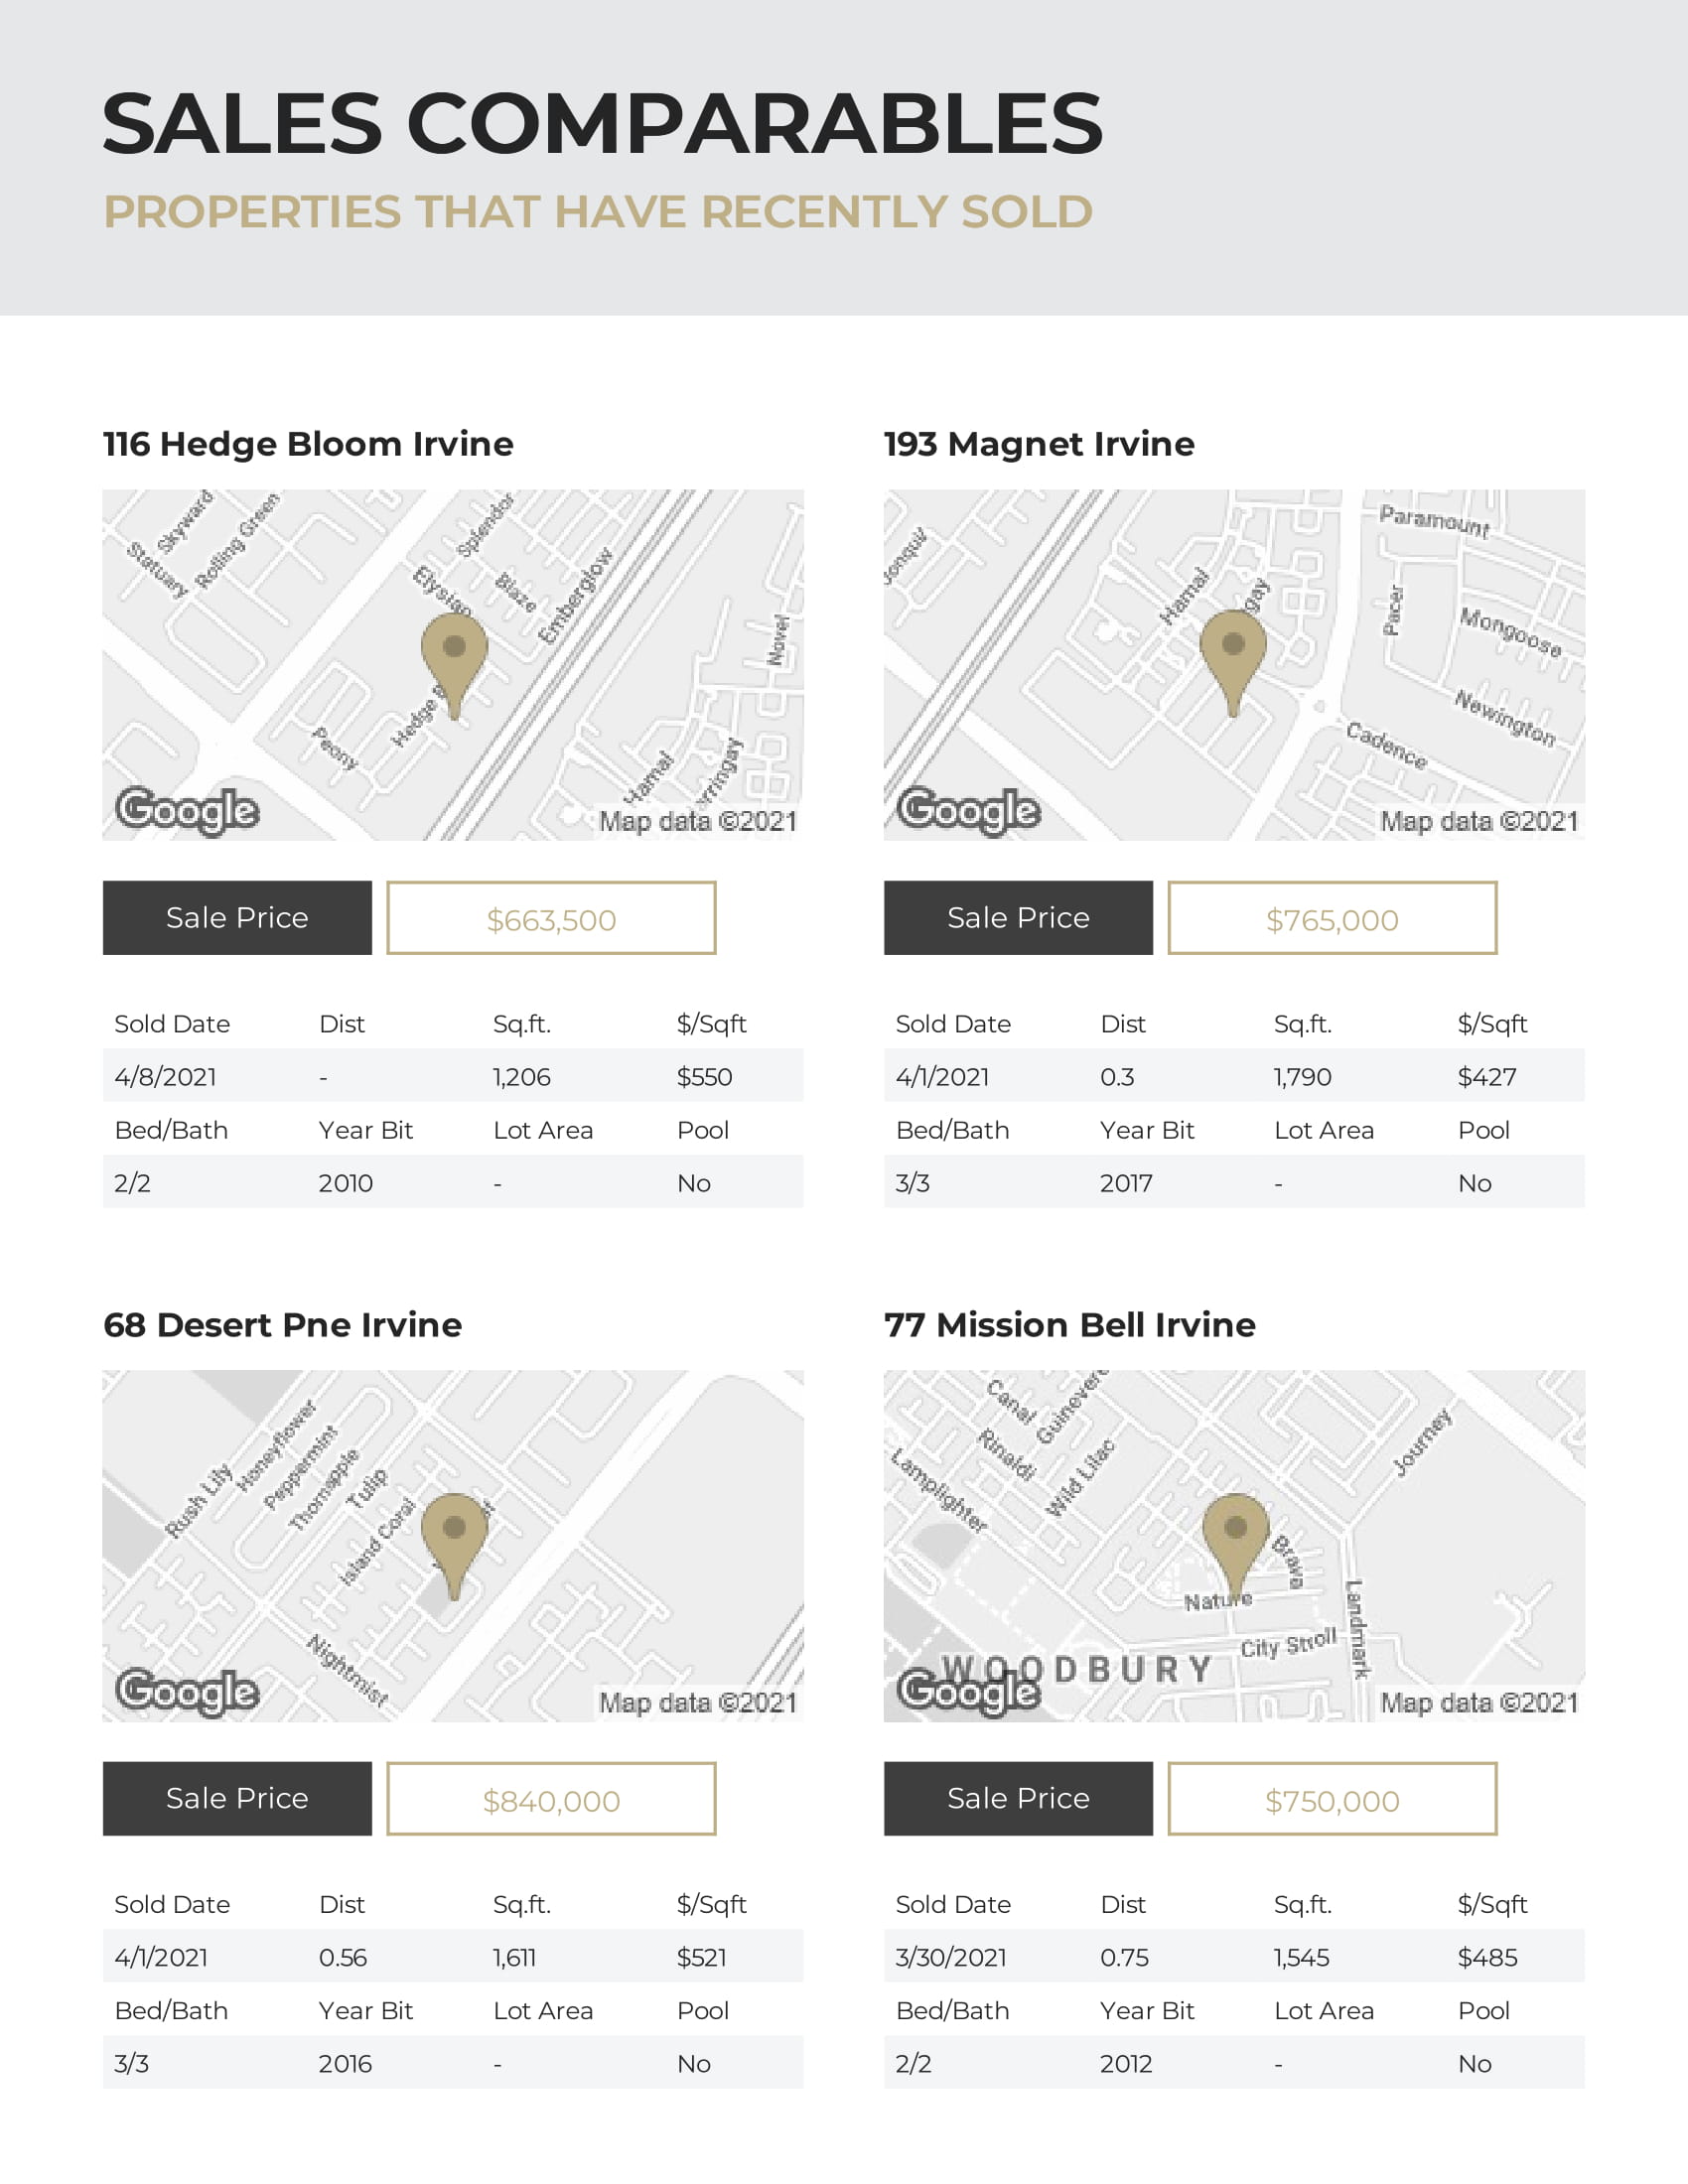 SALES COMPARABLES
PROPERTIES THAT HAVE RECENTLY SOLD
116 Hedge Bloom Irvine
Skyward
Statuary
Rolling Green
Splendor
Elysian
Blaze
Emberglow
Novel
Hedge
Peony
Hamal
Google
Map data ©2021
Sale Price $663,500
Sold Date Dist Sq.ft. $/Sqft
4/8/2021 - 1,206 $550
Bed/Bath Year Bit Lot Area Pool
2/2 2010 - No
193 Magnet Irvine
Paramount
Hamal
Pacer
Mongoose
Newington
Cadence
Google
Map data ©2021
Sale Price $765,000
Sold Date Dist Sq.ft. $/Sqft
4/1/2021 0.3 1,790 $427
Bed/Bath Year Bit Lot Area Pool
3/3 2017 - No
68 Desert Pne Irvine
Honeyflower
Rush Lily
Peppermint
Thornapple
Tulip
Island Coral
Nightmist
Google
Map data ©2021
Sale Price $840,000
Sold Date Dist Sq.ft. $/Sqft
4/1/2021 0.56 1,611 $521
Bed/Bath Year Bit Lot Area Pool
3/3 2016 - No
77 Mission Bell Irvine
Canal
Guinevere
Rinaldi
Lamplighter
Wild Lilac
Journey
Brava
Nature
Landmark
City Stroll
WOODBURY
Google
Map data ©2021
Sale Price $750,000
Sold Date Dist Sq.ft. $/Sqft
3/30/2021 0.75 1,545 $485
Bed/Bath Year Bit Lot Area Pool
2/2 2012 - No